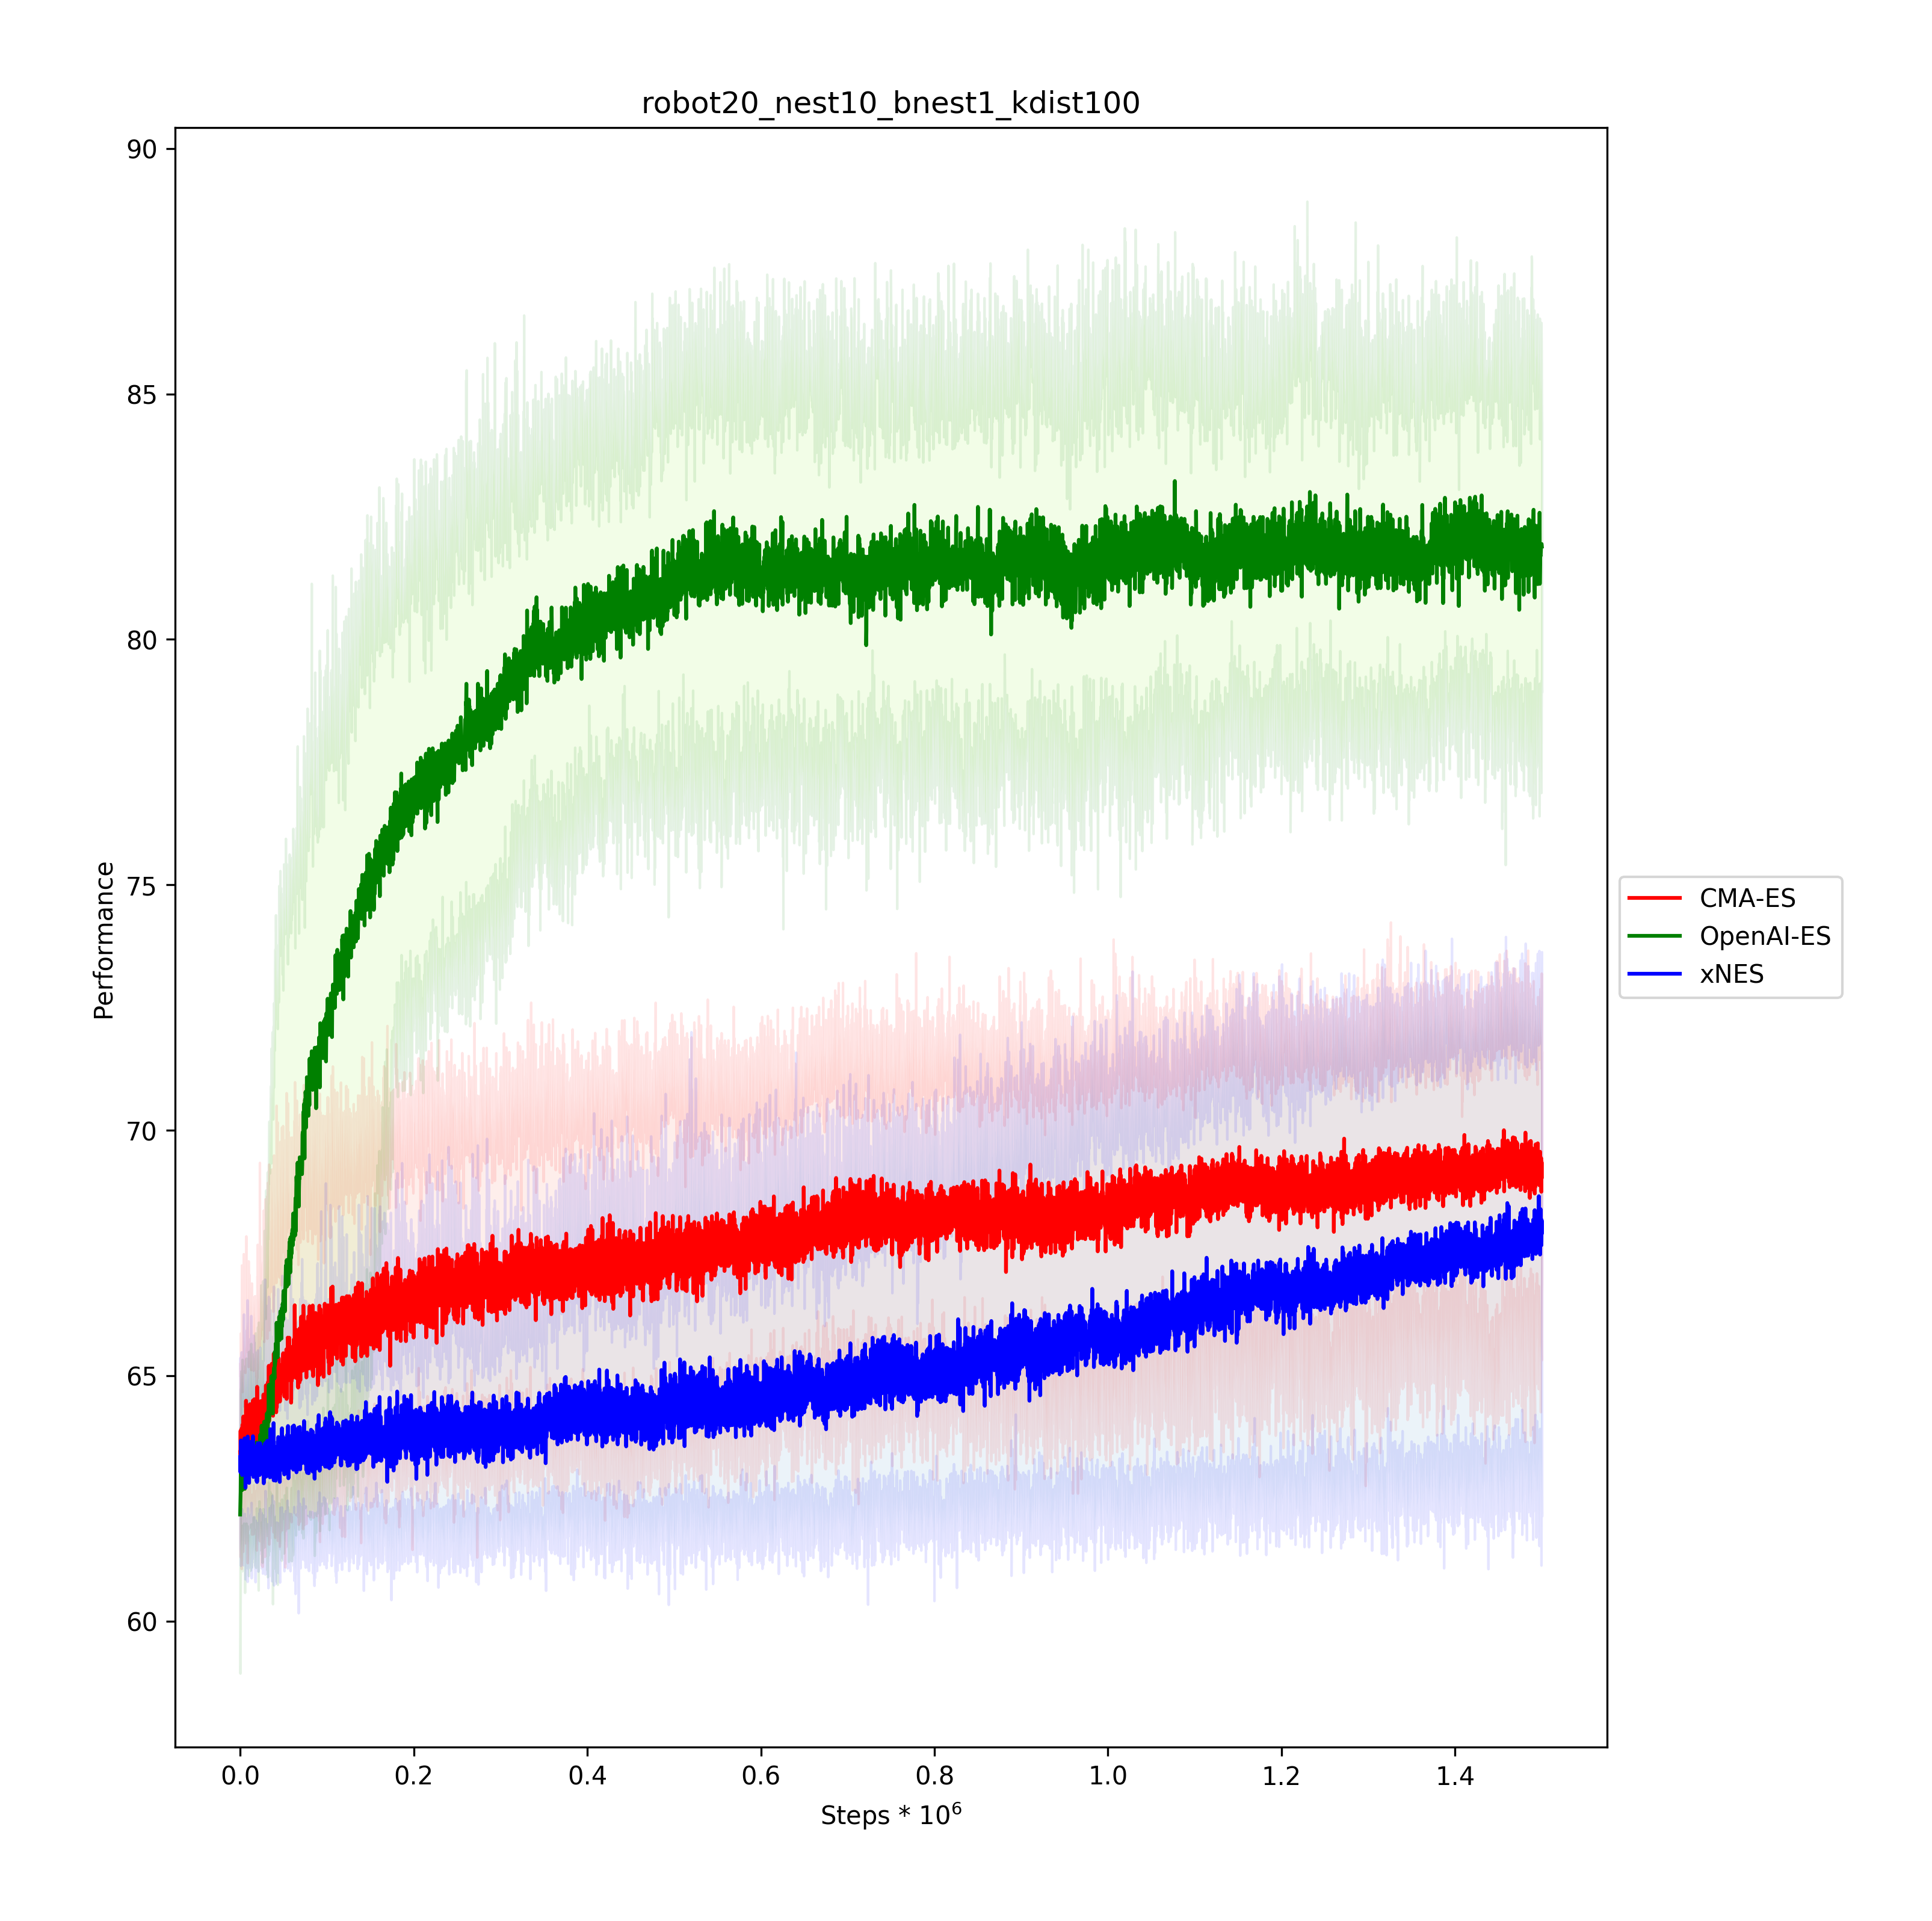 robot20_nest10_bnest1_kdist100
90
85
80
75
70
65
60
Performance
0.0 0.2 0.4 0.6 0.8 1.0 1.2 1.4
Steps * 10⁶
CMA-ES
OpenAI-ES
xNES